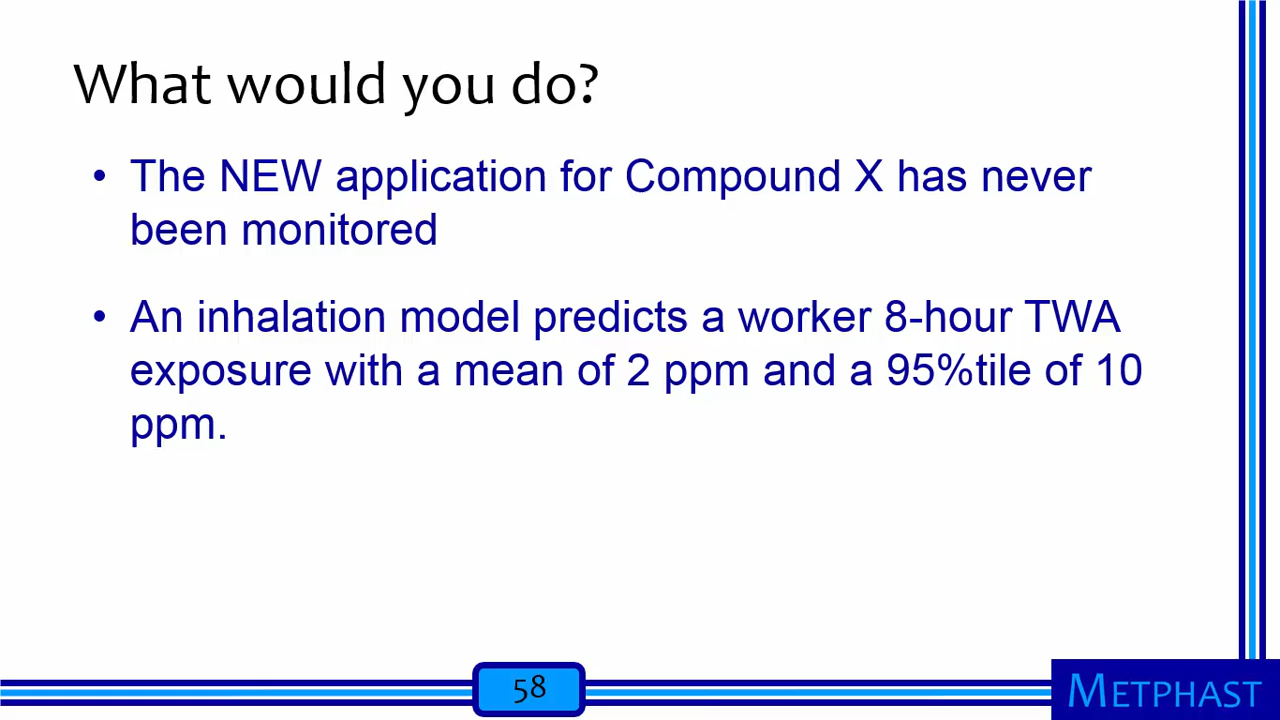 What would you do?
• The NEW application for Compound X has never
been monitored
• An inhalation model predicts a worker 8-hour TWA
exposure with a mean of 2 ppm and a 95%tile of 10
ppm.
58
METPHAST